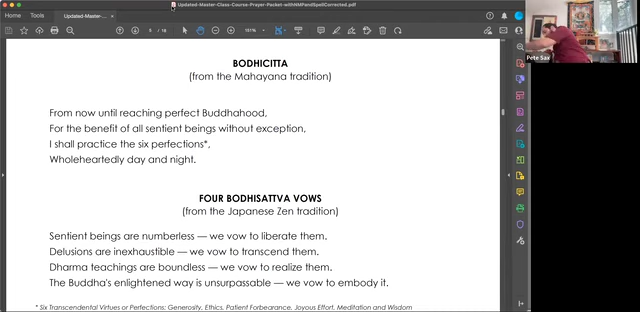 Updated-Master-Class-Course-Prayer-Packet-withNMPandSpellCorrected.pdf
Home Tools Updated-Master-...
5 / 18 151%
Pete Sax
BODHICITTA
(from the Mahayana tradition)
From now until reaching perfect Buddhahood,
For the benefit of all sentient beings without exception,
I shall practice the six perfections*,
Wholeheartedly day and night.
FOUR BODHISATTVA VOWS
(from the Japanese Zen tradition)
Sentient beings are numberless — we vow to liberate them.
Delusions are inexhaustible — we vow to transcend them.
Dharma teachings are boundless — we vow to realize them.
The Buddha's enlightened way is unsurpassable — we vow to embody it.
* Six Transcendental Virtues or Perfections: Generosity, Ethics, Patient Forbearance, Joyous Effort, Meditation and Wisdom